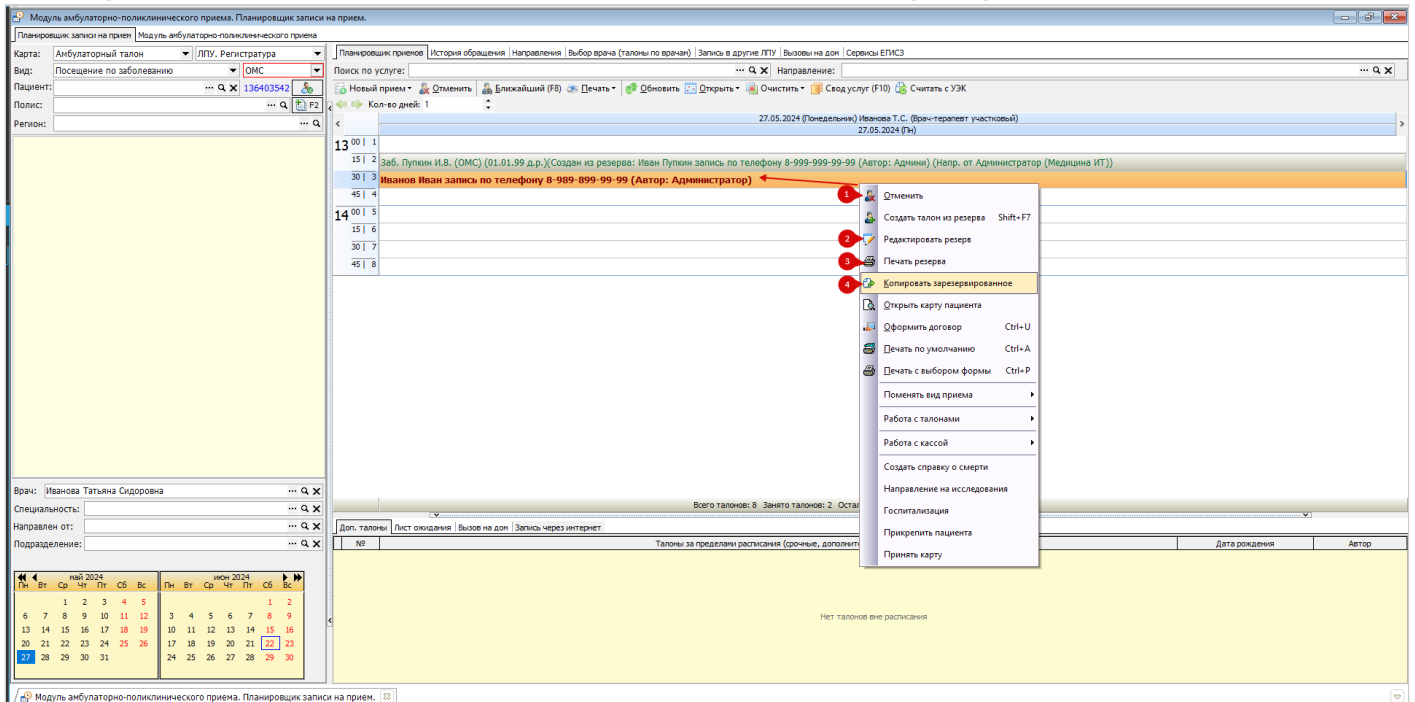 Модуль амбулаторно-поликлинического приема. Планировщик записи на прием.
Планировщик записи на прием Модуль амбулаторно-поликлинического приема
Карта: Амбулаторный талон ЛПУ. Регистратура
Вид: Посещение по заболеванию ОМС
Пациент: 136403542
Полис: F2
Регион:
Планировщик приемов История обращения Направления Выбор врача (талоны по врачам) Запись в другие ЛПУ Вызовы на дом Сервисы ЕГИСЗ
Поиск по услуге: Направление:
Новый прием Отменить Ближайший (F8) Печать Обновить Открыть Очистить Свод услуг (F10) Считать с УЭК
Кол-во дней: 1
27.05.2024 (Понедельник) Иванова Т.С. (Врач-терапевт участковый)
27.05.2024 (Пн)
13 00 1
15 2 Заб. Пупкин И.В. (ОМС) (01.01.99 д.р.)(Создан из резерва: Иван Пупкин запись по телефону 8-999-999-99-99 (Автор: Админи) (Напр. от Администратор (Медицина ИТ))
30 3 Иванов Иван запись по телефону 8-989-899-99-99 (Автор: Администратор)
45 4
14 00 5
15 6
30 7
45 8
1 Отменить
Создать талон из резерва Shift+F7
2 Редактировать резерв
3 Печать резерва
4 Копировать зарезервированное
Открыть карту пациента
Оформить договор Ctrl+U
Печать по умолчанию Ctrl+A
Печать с выбором формы Ctrl+P
Поменять вид приема
Работа с талонами
Работа с кассой
Создать справку о смерти
Направление на исследования
Госпитализация
Прикрепить пациента
Принять карту
Врач: Иванова Татьяна Сидоровна
Специальность:
Направлен от:
Подразделение:
Всего талонов: 8 Занято талонов: 2
Доп. талоны Лист ожидания Вызов на дом Запись через интернет
№ Талоны за пределами расписания (срочные, Дата рождения Автор
Нет талонов вне расписания
май 2024 июн 2024
Пн Вт Ср Чт Пт Сб Вс Пн Вт Ср Чт Пт Сб Вс
1 2 3 4 5 1 2
6 7 8 9 10 11 12 3 4 5 6 7 8 9
13 14 15 16 17 18 19 10 11 12 13 14 15 16
20 21 22 23 24 25 26 17 18 19 20 21 22 23
27 28 29 30 31 24 25 26 27 28 29 30
Модуль амбулаторно-поликлинического приема. Планировщик записи на прием.